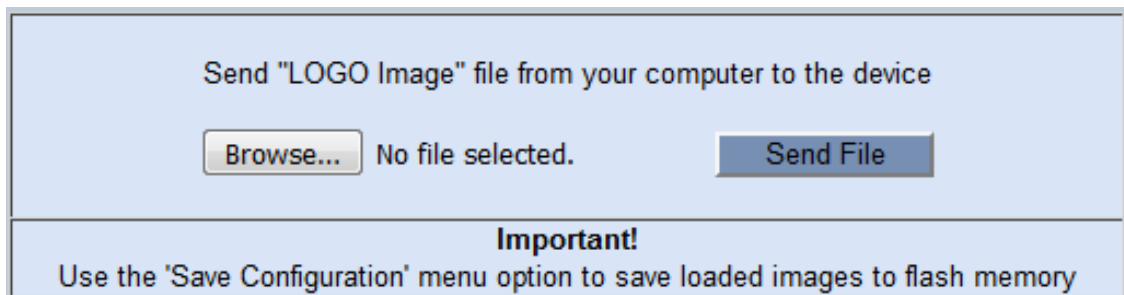 Send "LOGO Image" file from your computer to the device
Browse... No file selected. Send File
Important!
Use the 'Save Configuration' menu option to save loaded images to flash memory